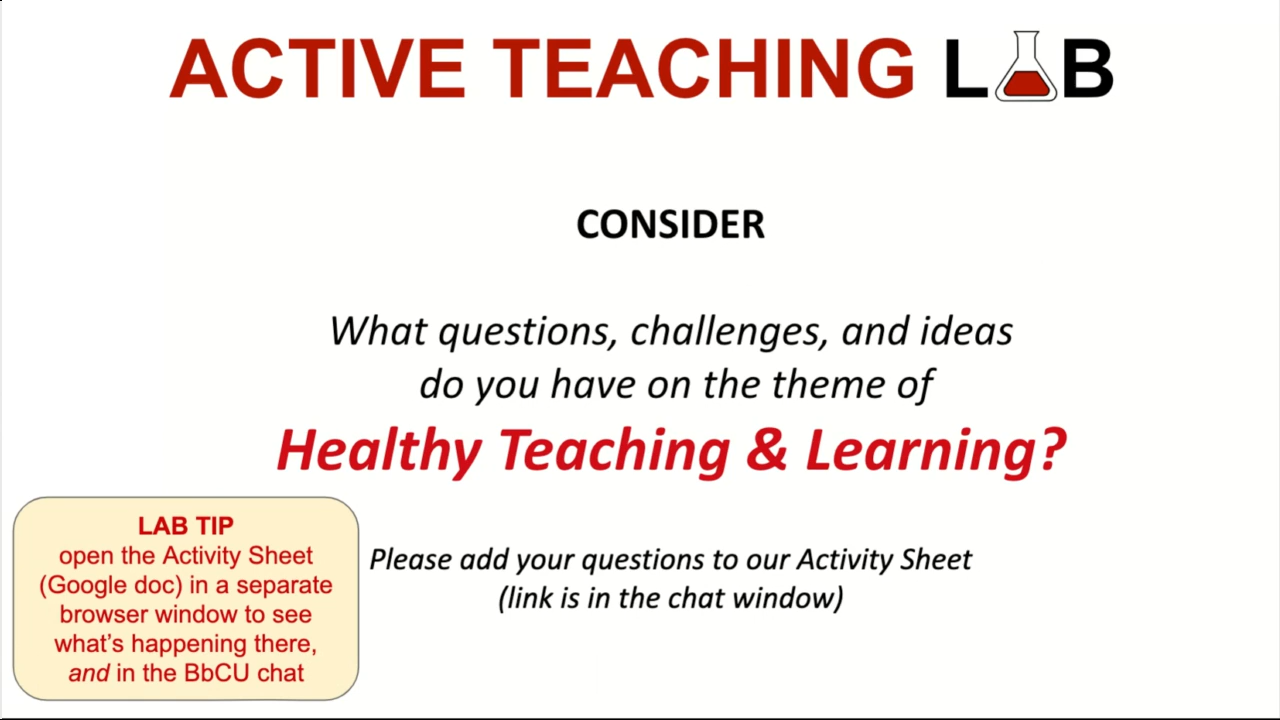 ACTIVE TEACHING L B
CONSIDER
What questions, challenges, and ideas
do you have on the theme of
Healthy Teaching & Learning?
Please add your questions to our Activity Sheet
(link is in the chat window)
LAB TIP
open the Activity Sheet
(Google doc) in a separate
browser window to see
what's happening there,
and in the BbCU chat